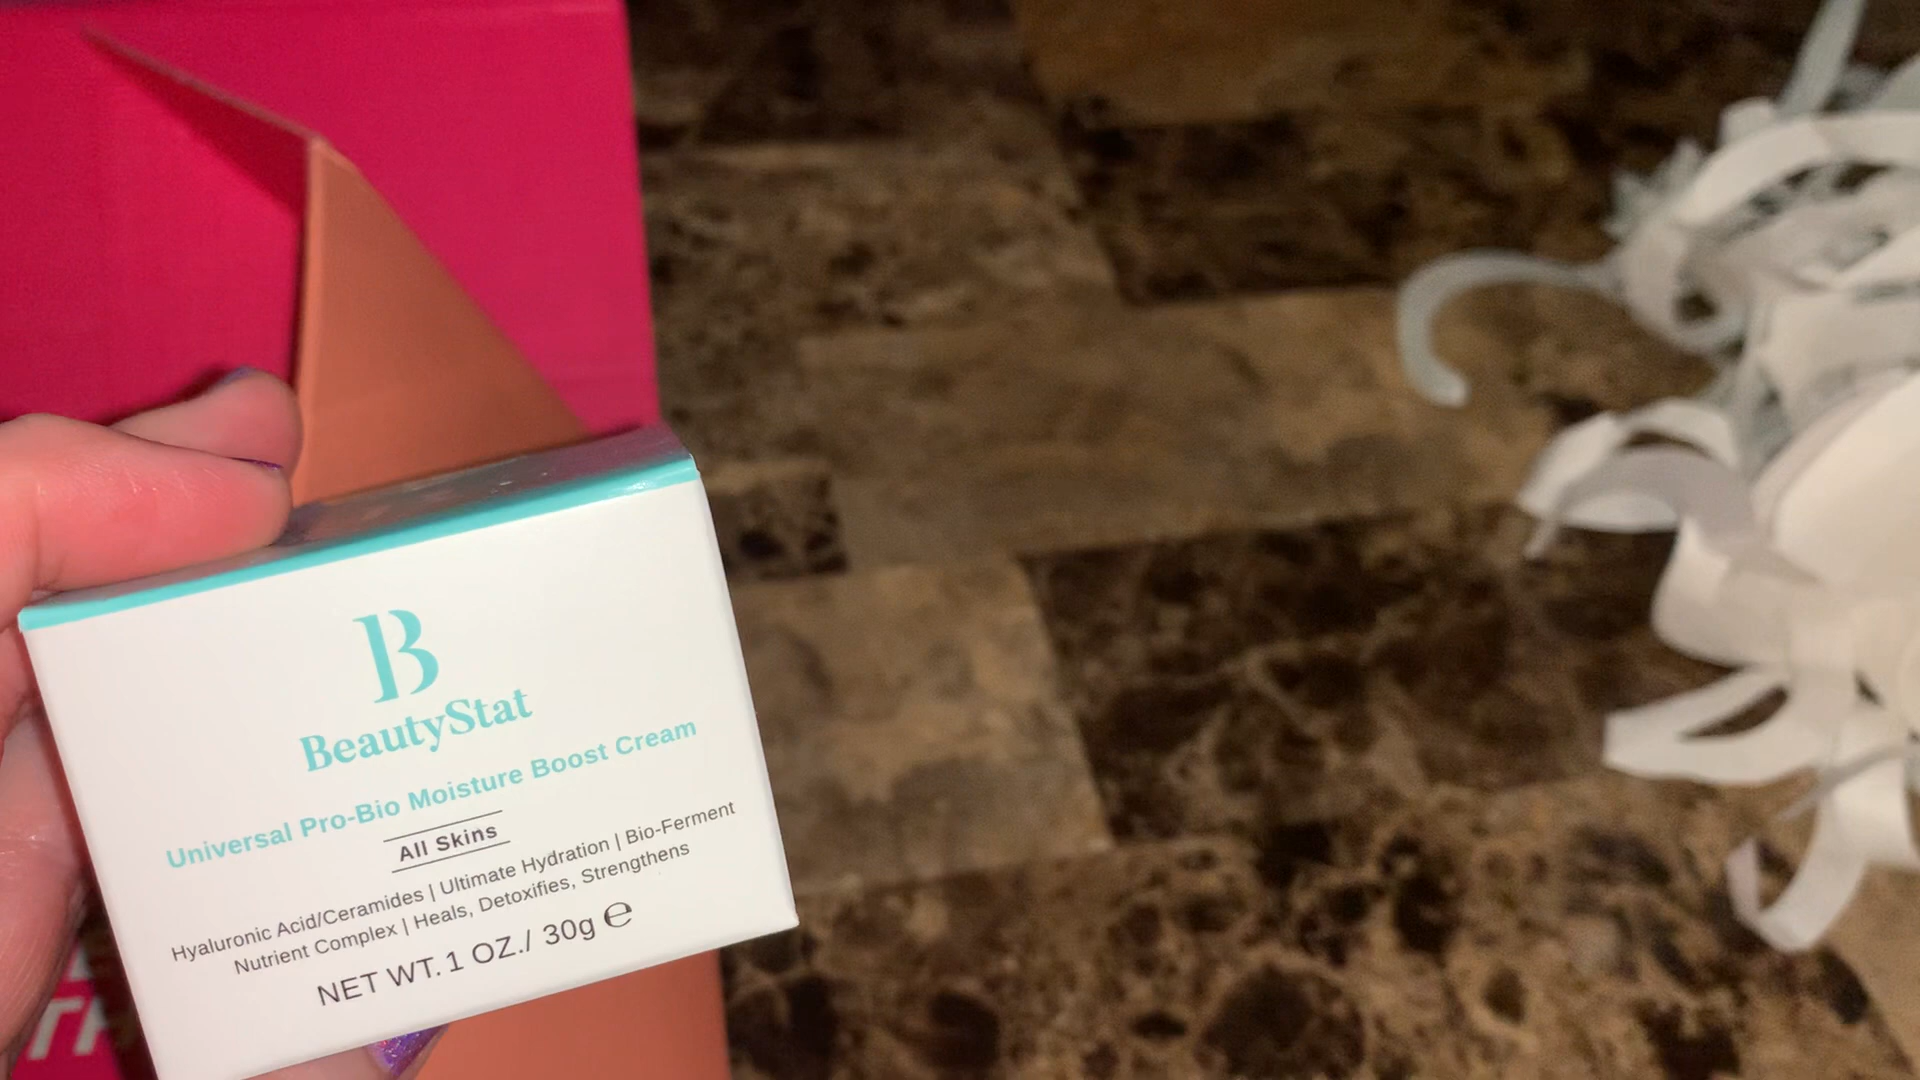 B
BeautyStat
Universal Pro-Bio Moisture Boost Cream
All Skins
Hyaluronic Acid/Ceramides | Ultimate Hydration | Bio-Ferment
Nutrient Complex | Heals, Detoxifies, Strengthens
NET WT. 1 OZ./ 30g ℮